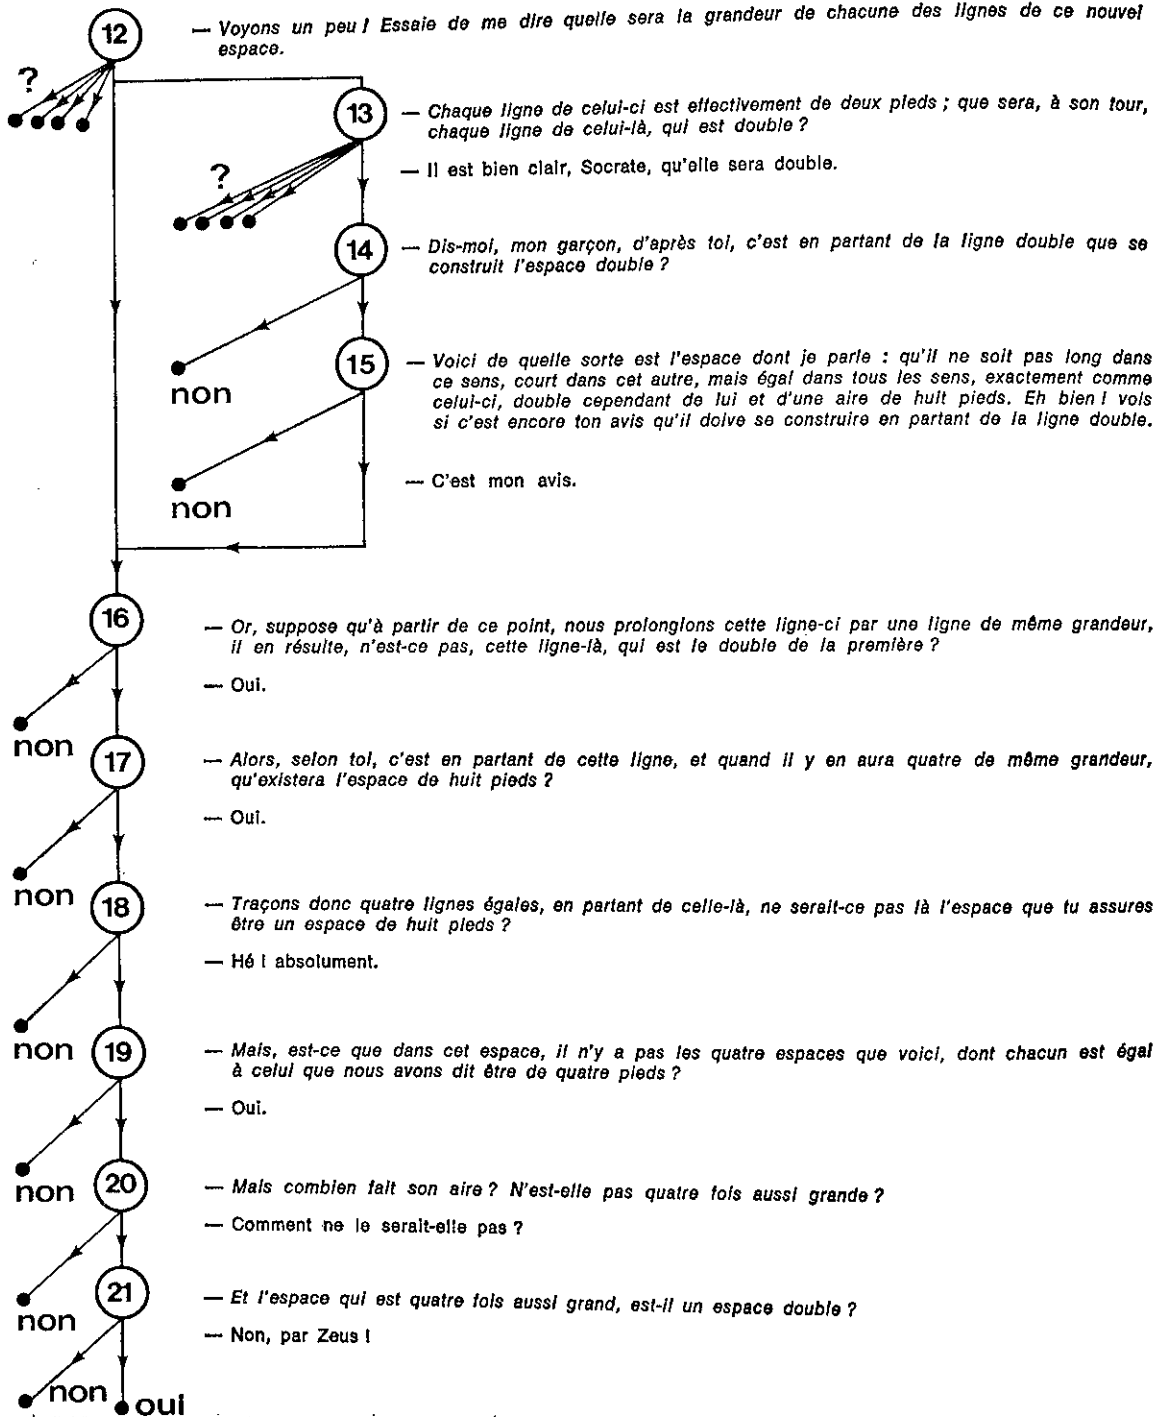 12
— Voyons un peu ! Essaie de me dire quelle sera la grandeur de chacune des lignes de ce nouvel
espace.
?
13
— Chaque ligne de celui-ci est effectivement de deux pieds ; que sera, à son tour,
chaque ligne de celui-là, qui est double ?
?
— Il est bien clair, Socrate, qu'elle sera double.
14
— Dis-moi, mon garçon, d'après toi, c'est en partant de la ligne double que se
construit l'espace double ?
non
15
— Voici de quelle sorte est l'espace dont je parle : qu'il ne soit pas long dans
ce sens, court dans cet autre, mais égal dans tous les sens, exactement comme
celui-ci, double cependant de lui et d'une aire de huit pieds. Eh bien ! vois
si c'est encore ton avis qu'il doive se construire en partant de la ligne double.
— C'est mon avis.
non
16
— Or, suppose qu'à partir de ce point, nous prolongions cette ligne-ci par une ligne de même grandeur,
il en résulte, n'est-ce pas, cette ligne-là, qui est le double de la première ?
— Oui.
non
17
— Alors, selon toi, c'est en partant de cette ligne, et quand il y en aura quatre de même grandeur,
qu'existera l'espace de huit pieds ?
— Oui.
non
18
— Traçons donc quatre lignes égales, en partant de celle-là, ne serait-ce pas là l'espace que tu assures
être un espace de huit pieds ?
— Hé ! absolument.
non
19
— Mais, est-ce que dans cet espace, il n'y a pas les quatre espaces que voici, dont chacun est égal
à celui que nous avons dit être de quatre pieds ?
— Oui.
non
20
— Mais combien fait son aire ? N'est-elle pas quatre fois aussi grande ?
— Comment ne le serait-elle pas ?
non
21
— Et l'espace qui est quatre fois aussi grand, est-il un espace double ?
— Non, par Zeus !
non
oui